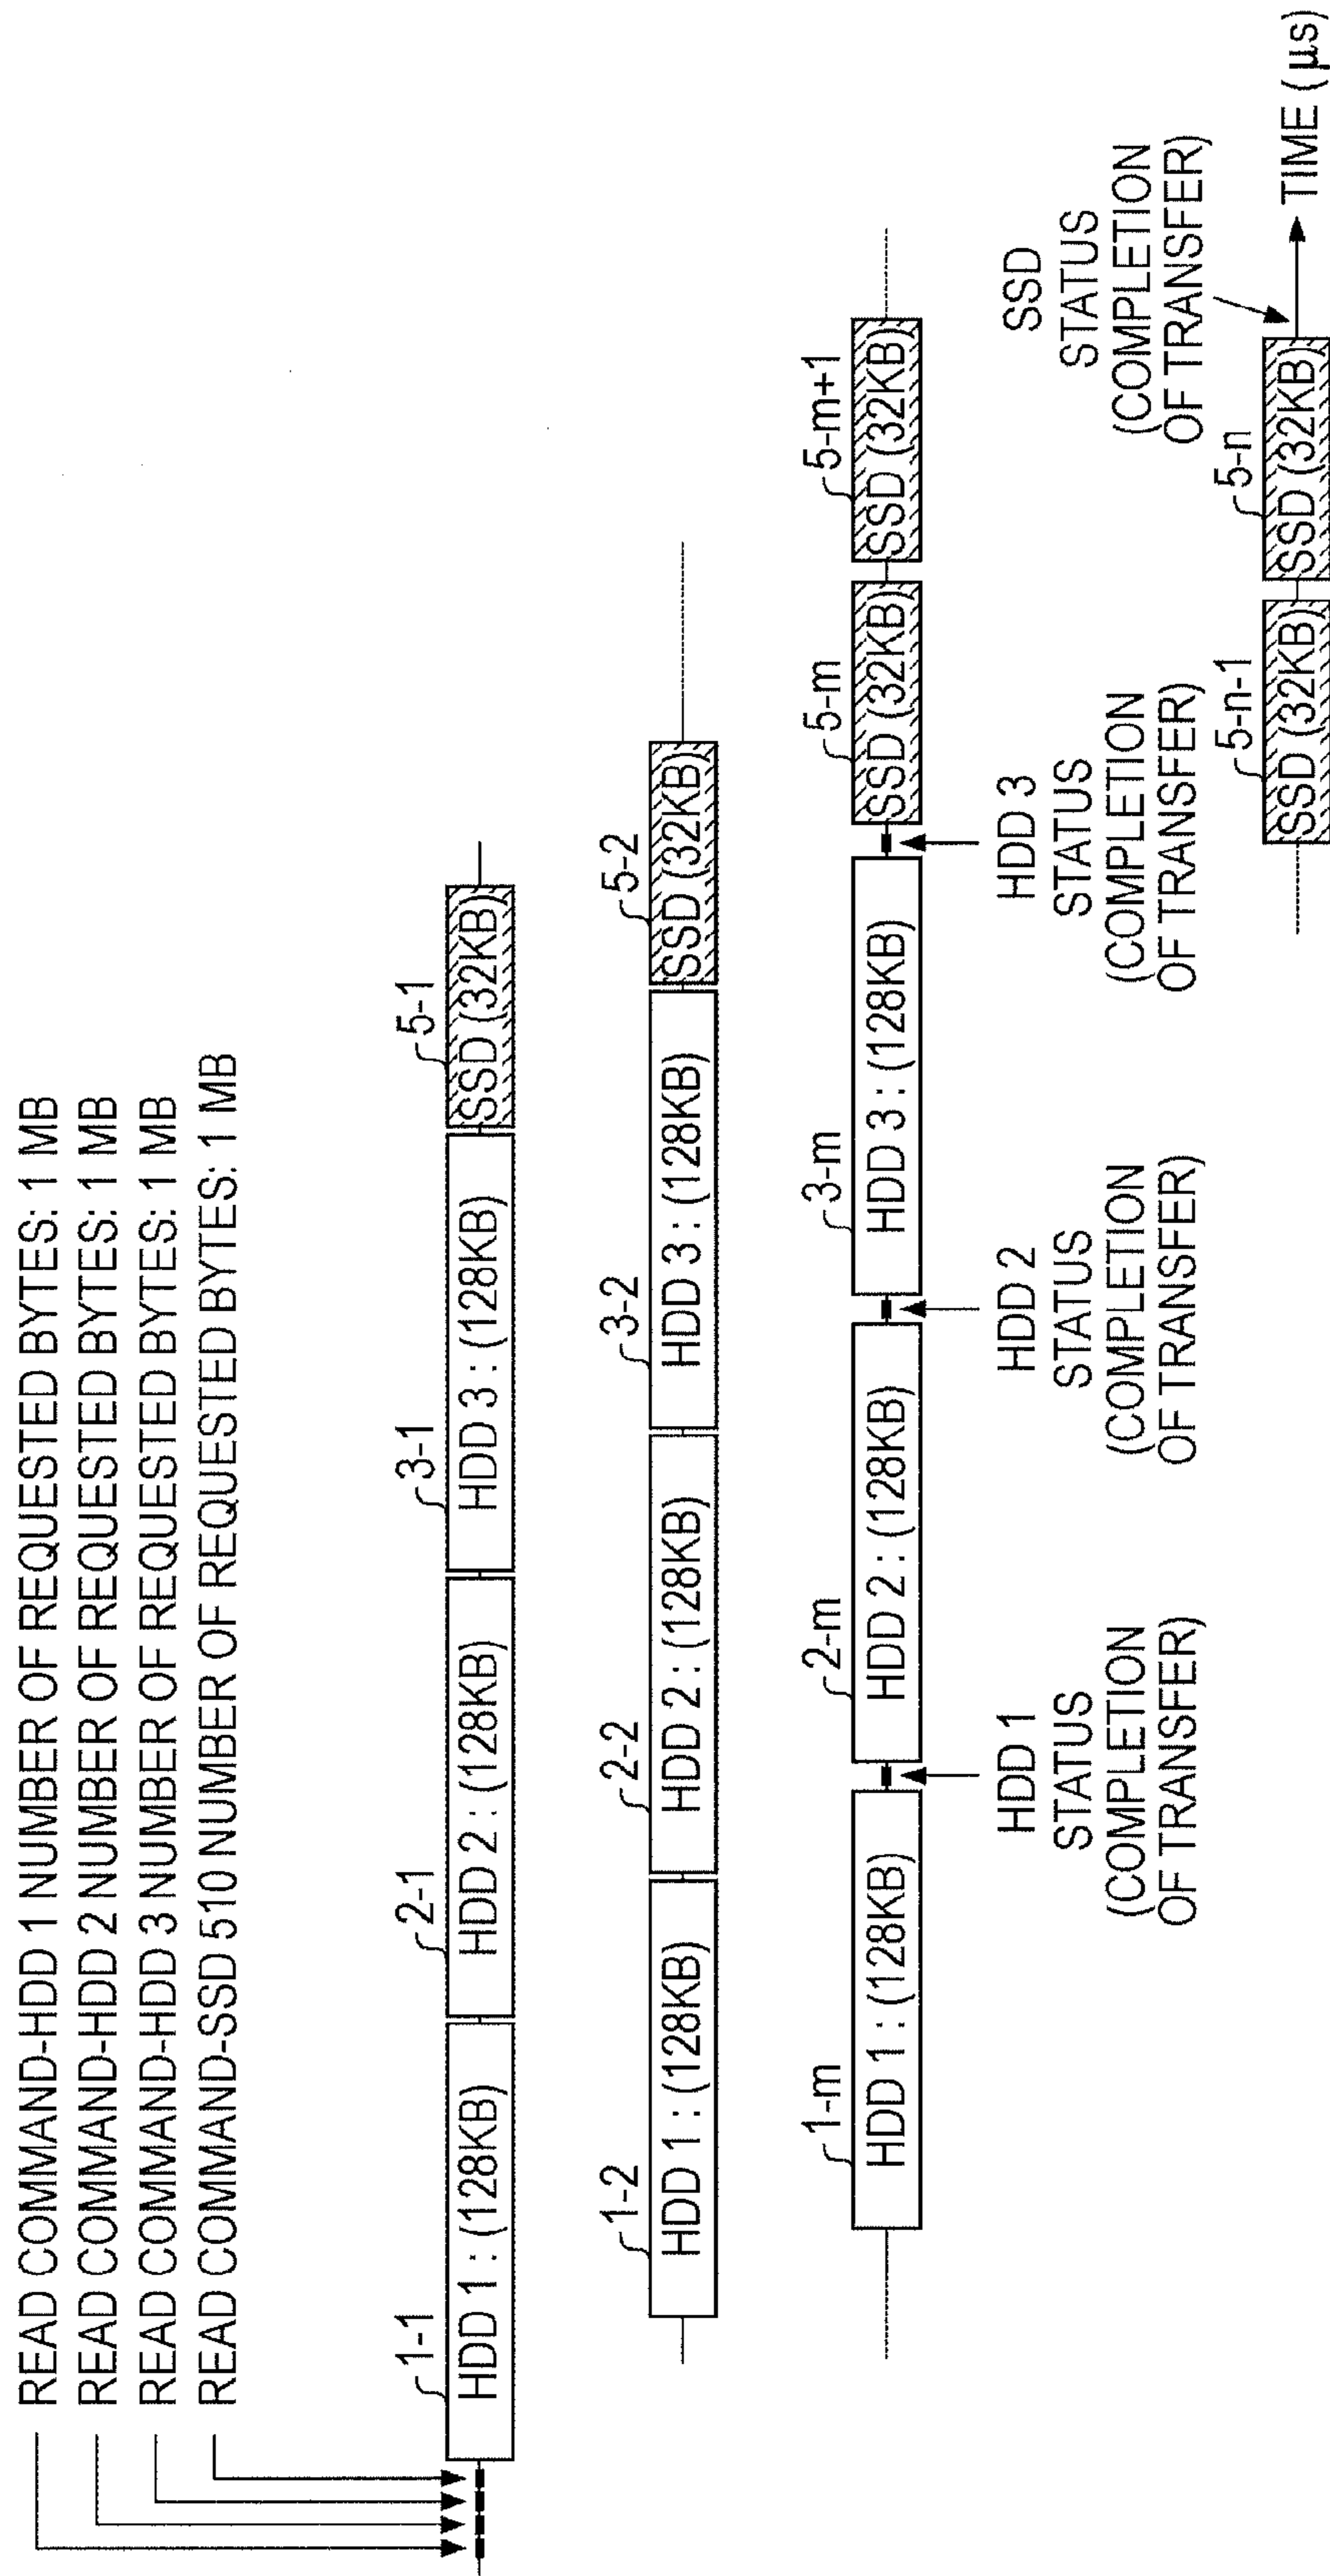 READ COMMAND-HDD 1 NUMBER OF REQUESTED BYTES: 1 MB
READ COMMAND-HDD 2 NUMBER OF REQUESTED BYTES: 1 MB
READ COMMAND-HDD 3 NUMBER OF REQUESTED BYTES: 1 MB
READ COMMAND-SSD 510 NUMBER OF REQUESTED BYTES: 1 MB
1-1
2-1
3-1
5-1
HDD 1 : (128KB)
HDD 2 : (128KB)
HDD 3 : (128KB)
SSD (32KB)
1-2
2-2
3-2
5-2
HDD 1 : (128KB)
HDD 2 : (128KB)
HDD 3 : (128KB)
SSD (32KB)
1-m
2-m
3-m
5-m
5-m+1
HDD 1 : (128KB)
HDD 2 : (128KB)
HDD 3 : (128KB)
SSD (32KB)
SSD (32KB)
HDD 1
STATUS
(COMPLETION
OF TRANSFER)
HDD 2
STATUS
(COMPLETION
OF TRANSFER)
HDD 3
STATUS
(COMPLETION
OF TRANSFER)
SSD
STATUS
(COMPLETION
OF TRANSFER)
5-n-1
5-n
SSD (32KB)
SSD (32KB)
TIME (μs)